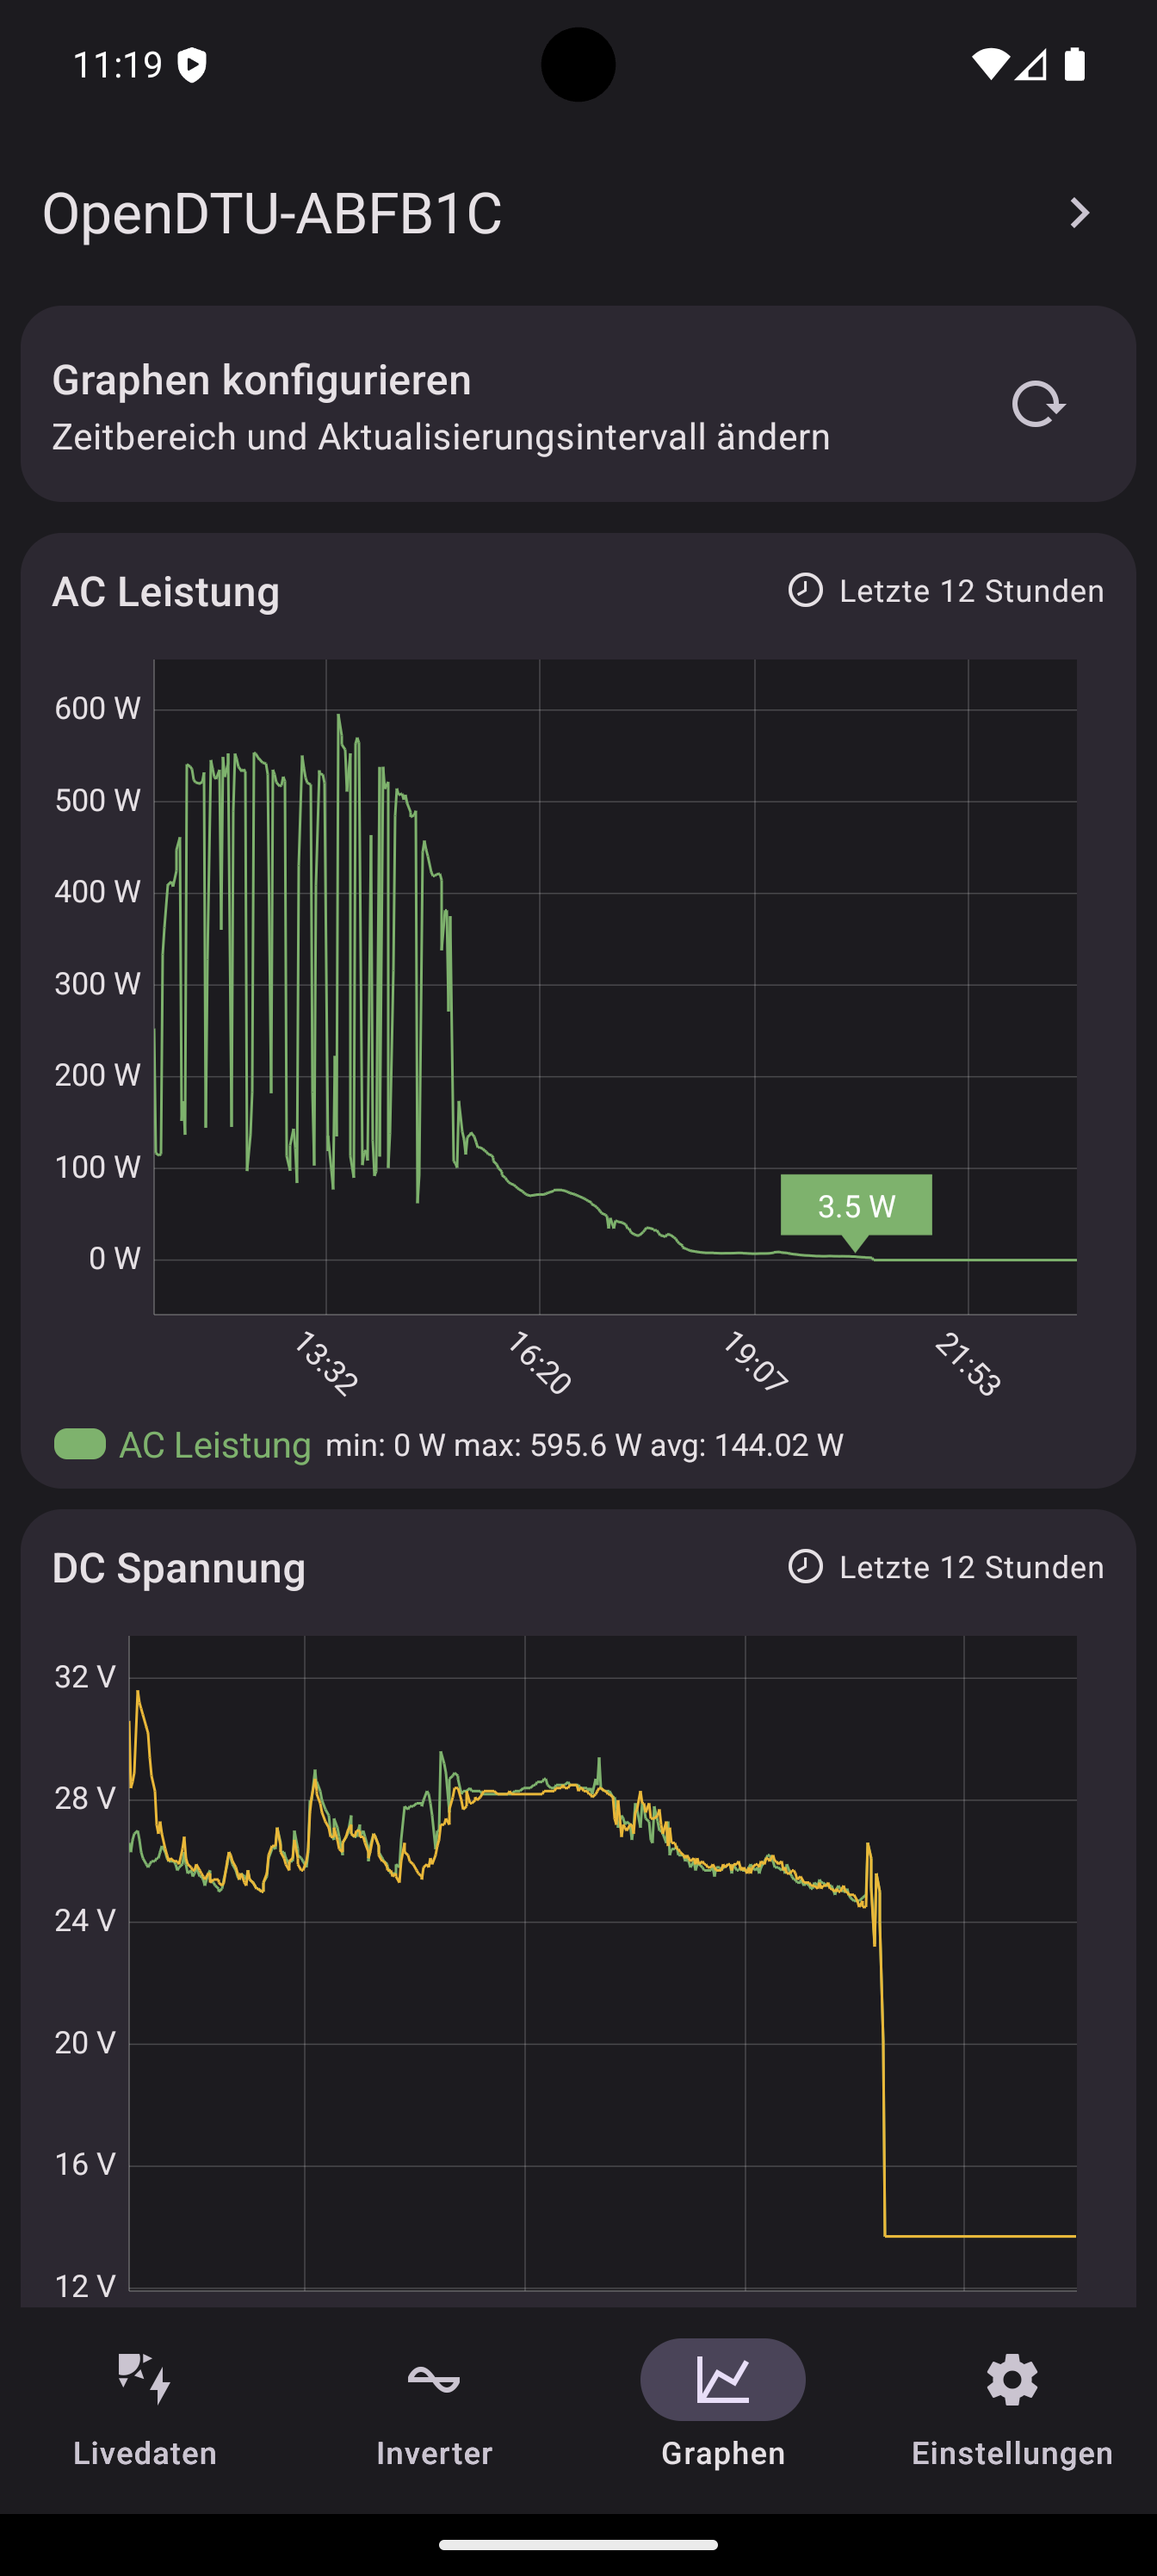 11:19
OpenDTU-ABFB1C
Graphen konfigurieren
Zeitbereich und Aktualisierungsintervall ändern
AC Leistung
Letzte 12 Stunden
600 W
500 W
400 W
300 W
200 W
100 W
0 W
3.5 W
13:32
16:20
19:07
21:53
AC Leistung min: 0 W max: 595.6 W avg: 144.02 W
DC Spannung
Letzte 12 Stunden
32 V
28 V
24 V
20 V
16 V
12 V
Livedaten
Inverter
Graphen
Einstellungen